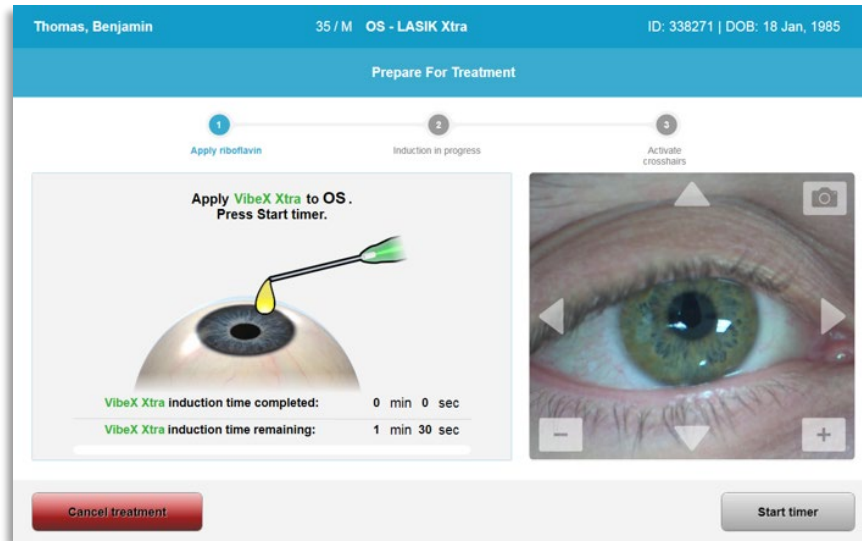 Thomas, Benjamin 35 / M OS - LASIK Xtra ID: 338271 | DOB: 18 Jan, 1985
Prepare For Treatment
1 2 3
Apply riboflavin Induction in progress Activate
crosshairs
Apply VibeX Xtra to OS.
Press Start timer.
VibeX Xtra induction time completed: 0 min 0 sec
VibeX Xtra induction time remaining: 1 min 30 sec
Cancel treatment Start timer